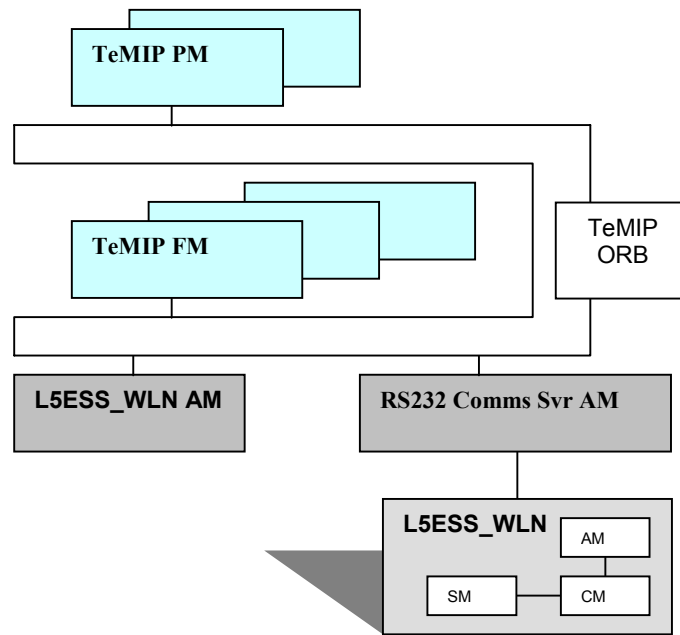 TeMIP PM
TeMIP FM
TeMIP
ORB
L5ESS_WLN AM
RS232 Comms Svr AM
L5ESS_WLN
AM
SM
CM